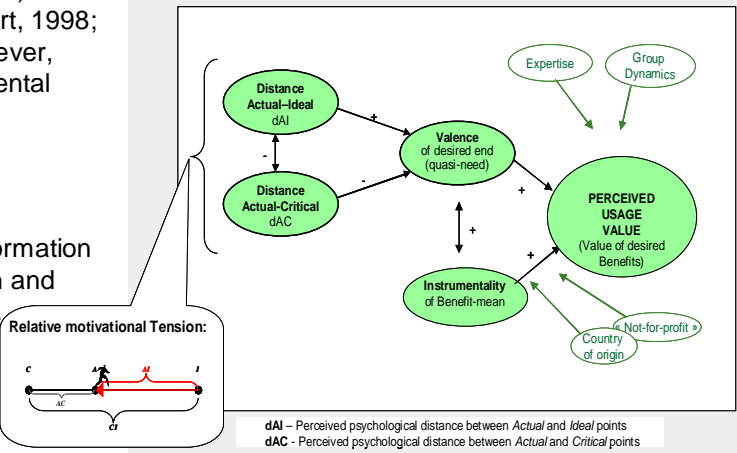 rt, 1998;
ever,
ental
ormation
n and
Relative motivational Tension:
C
A
AI
I
AC
CI
Distance
Actual–Ideal
dAI
+
-
Distance
Actual-Critical
dAC
-
Valence
of desired end
(quasi-need)
+
+
Instrumentality
of Benefit-mean
+
Expertise
Group
Dynamics
PERCEIVED
USAGE
VALUE
(Value of desired
Benefits)
« Not-for-profit »
Country
of origin
dAI – Perceived psychological distance between Actual and Ideal points
dAC - Perceived psychological distance between Actual and Critical points